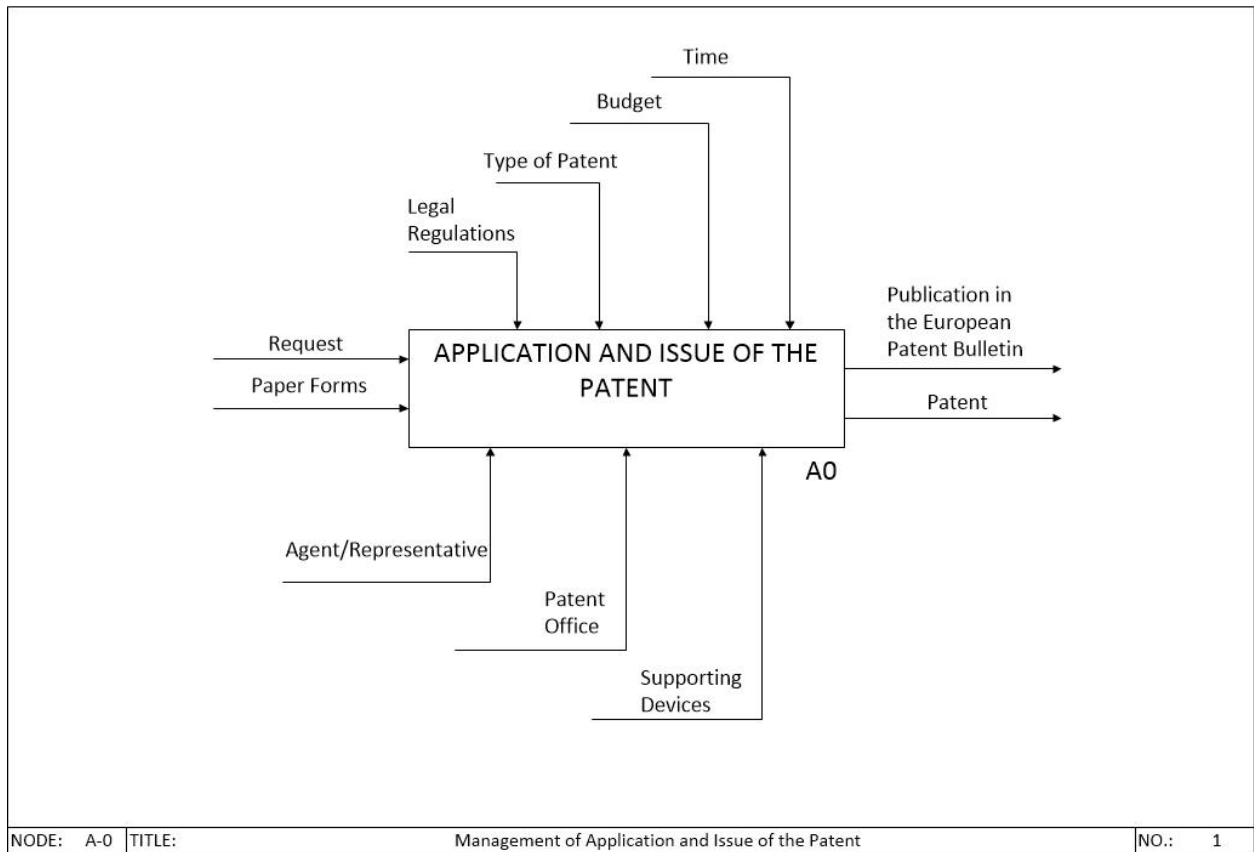 Time
Budget
Type of Patent
Legal
Regulations
Request
Paper Forms
APPLICATION AND ISSUE OF THE
PATENT
A0
Publication in
the European
Patent Bulletin
Patent
Agent/Representative
Patent
Office
Supporting
Devices
NODE: A-0 TITLE: Management of Application and Issue of the Patent NO.: 1